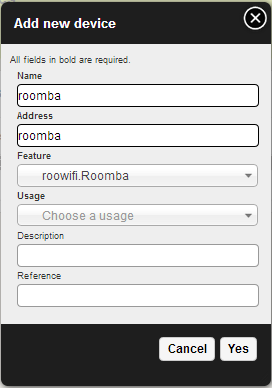 Add new device
All fields in bold are required.
Name
roomba
Address
roomba
Feature
roowifi.Roomba
Usage
Choose a usage
Description
Reference
Cancel Yes